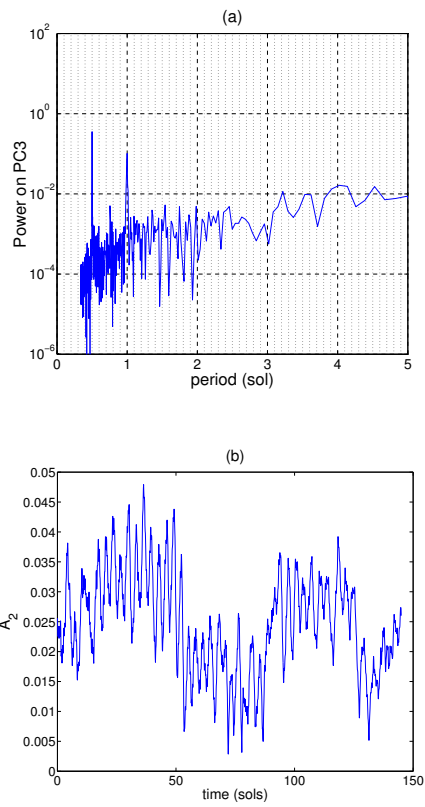 (a)
Power on PC3
10^2
10^0
10^−2
10^−4
10^−6
0 1 2 3 4 5
period (sol)
(b)
A_2
0.05
0.045
0.04
0.035
0.03
0.025
0.02
0.015
0.01
0.005
0
0 50 100 150
time (sols)